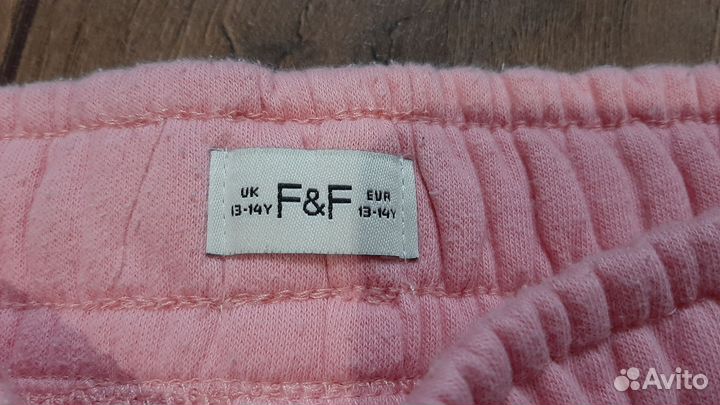 UK
13-14Y
F&F
EUR
13-14Y
Avito